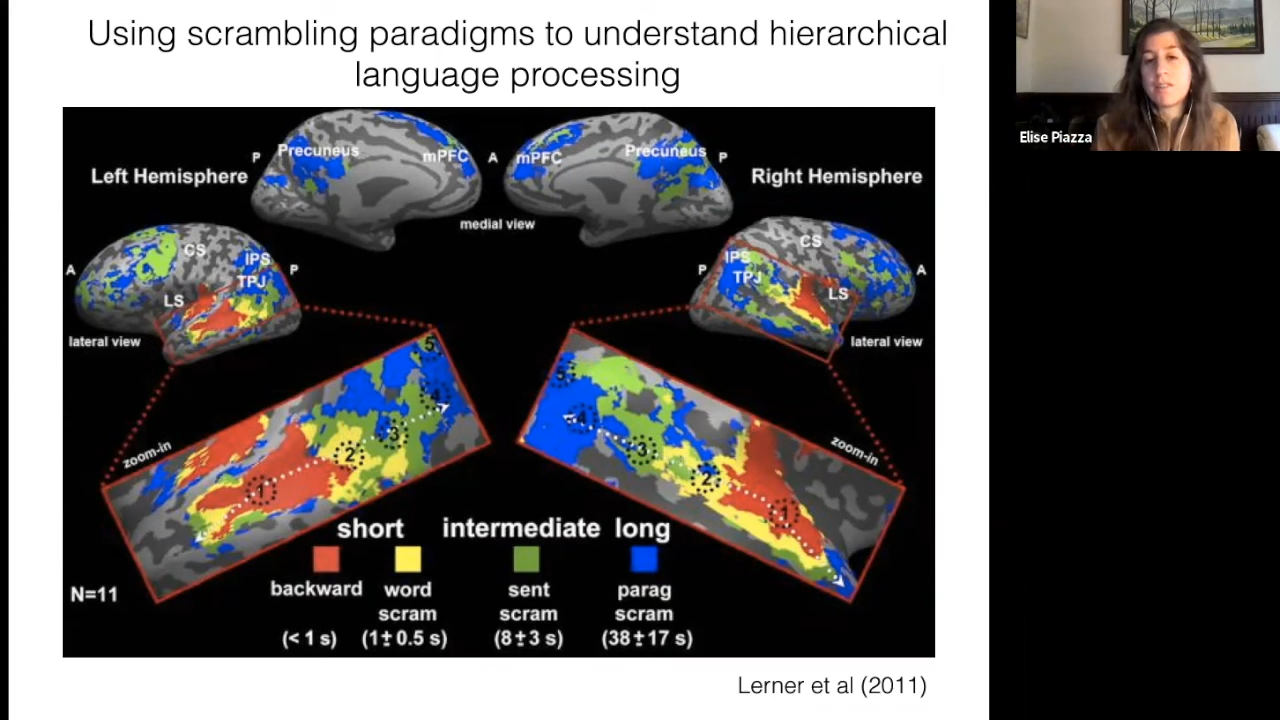 Using scrambling paradigms to understand hierarchical
language processing
Elise Piazza
Left Hemisphere
P
Precuneus
mPFC
A
mPFC
Precuneus
P
Right Hemisphere
medial view
A
CS
IPS
TPJ
P
LS
lateral view
P
IPS
TPJ
CS
LS
A
lateral view
zoom-in
1
2
3
4
5
zoom-in
5
4
3
2
1
short
intermediate
long
backward
word
scram
sent
scram
parag
scram
(< 1 s)
(1± 0.5 s)
(8±3 s)
(38±17 s)
N=11
Lerner et al (2011)